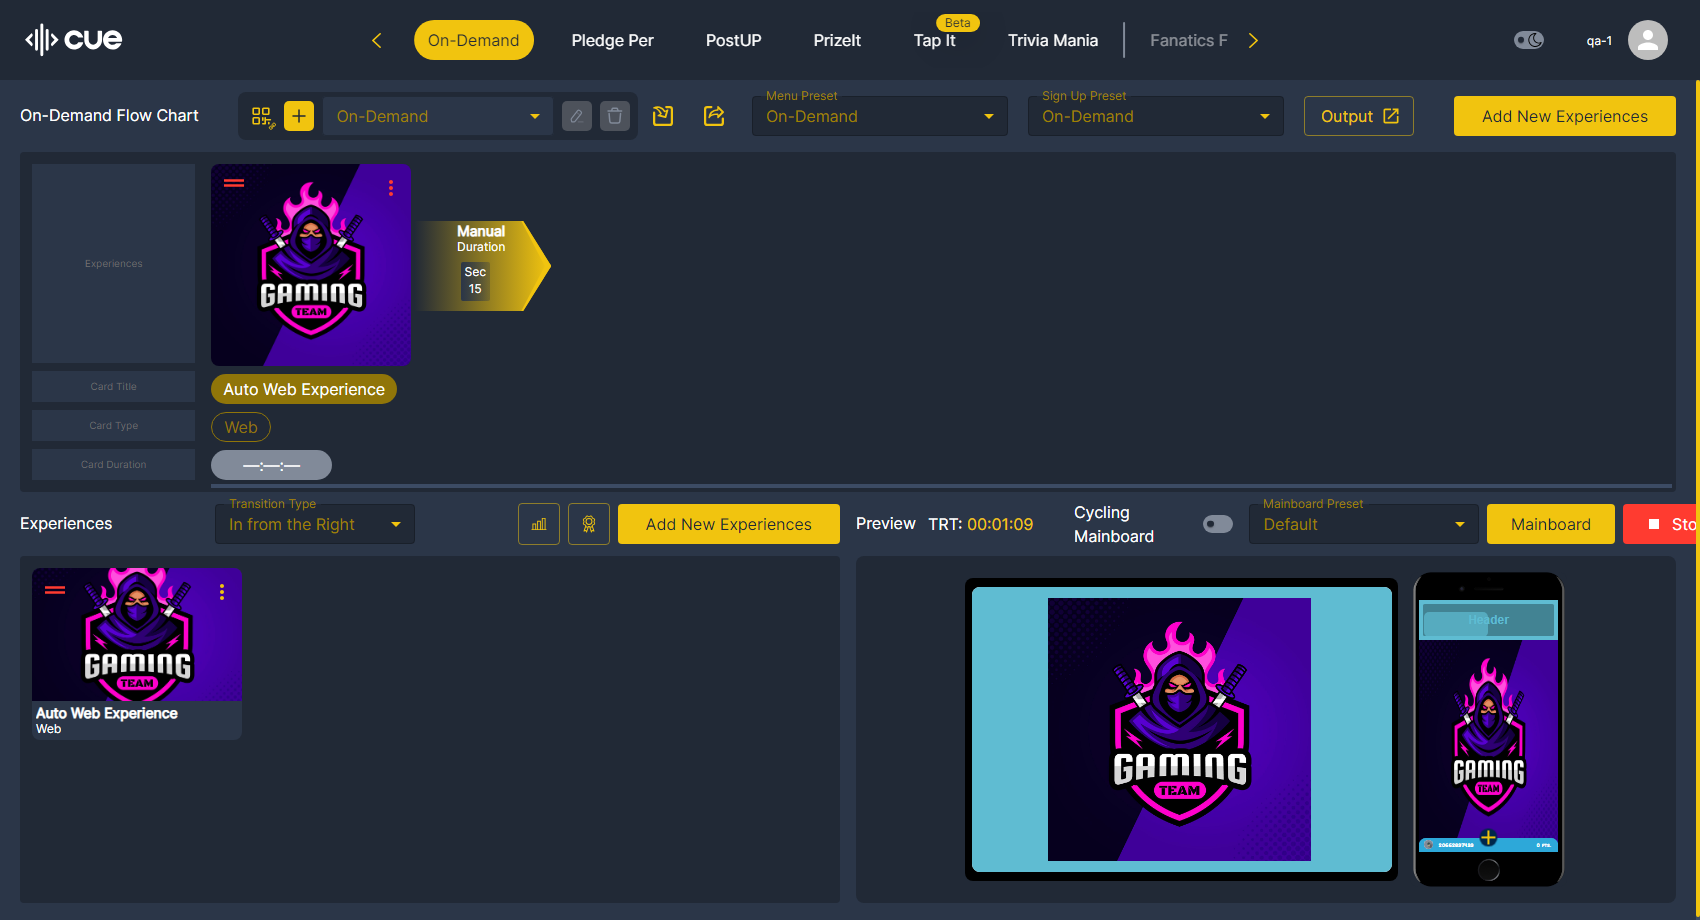 cue
On-Demand
Pledge Per
PostUP
PrizeIt
Beta
Tap It
Trivia Mania
Fanatics F
qa-1
On-Demand Flow Chart
On-Demand
Menu Preset
On-Demand
Sign Up Preset
On-Demand
Output
Add New Experiences
Experiences
GAMING
TEAM
Manual
Duration
Sec
15
Card Title
Auto Web Experience
Card Type
Web
Card Duration
—:—:—
Experiences
Transition Type
In from the Right
Add New Experiences
Preview
TRT: 00:01:09
Cycling
Mainboard
Mainboard Preset
Default
Mainboard
Sto
GAMING
TEAM
Auto Web Experience
Web
GAMING
TEAM
Header
GAMING
TEAM
0 PTS.